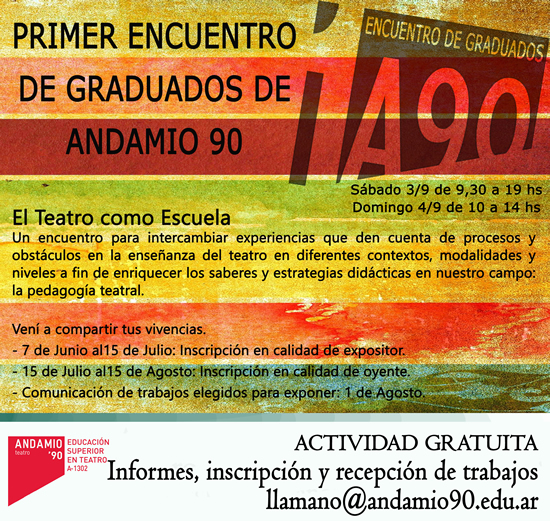 PRIMER ENCUENTRO
DE GRADUADOS DE
ANDAMIO 90
ENCUENTRO DE GRADUADOS
¡A90!
Sábado 3/9 de 9,30 a 19 hs
Domingo 4/9 de 10 a 14 hs
El Teatro como Escuela
Un encuentro para intercambiar experiencias que den cuenta de procesos y
obstáculos en la enseñanza del teatro en diferentes contextos, modalidades y
niveles a fin de enriquecer los saberes y estrategias didácticas en nuestro campo:
la pedagogía teatral.
Vení a compartir tus vivencias.
- 7 de Junio al15 de Julio: Inscripción en calidad de expositor.
- 15 de Julio al15 de Agosto: Inscripción en calidad de oyente.
- Comunicación de trabajos elegidos para exponer: 1 de Agosto.
ANDAMIO
teatro '90
EDUCACIÓN
SUPERIOR
EN TEATRO
A-1302
ACTIVIDAD GRATUITA
Informes, inscripción y recepción de trabajos
llamano@andamio90.edu.ar